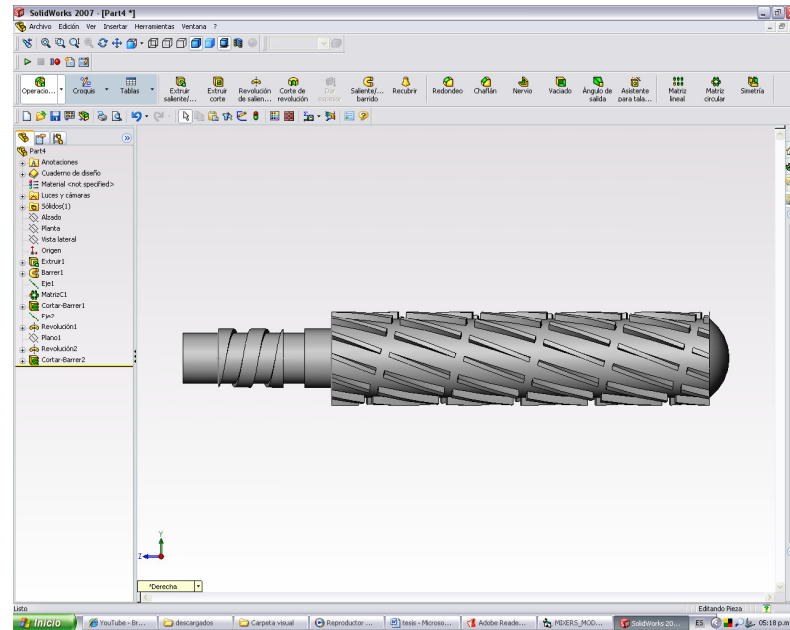 SolidWorks 2007 - [Part4 *]
Archivo Edición Ver Insertar Herramientas Ventana ?
Operacio... Croquis Tablas Extruir saliente/... Extruir corte Revolución de salien... Corte de revolución Dar espesor Saliente/... barrido Recubrir Redondeo Chaflán Nervio Vaciado Ángulo de salida Asistente para tala... Matriz lineal Matriz circular Simetría
Part4
Anotaciones
Cuaderno de diseño
Material <not specified>
Luces y cámaras
Sólidos(1)
Alzado
Planta
Vista lateral
Origen
Extruir1
Barrer1
Eje1
MatrizC1
Cortar-Barrer1
Eje2
Revolución1
Plano1
Revolución2
Cortar-Barrer2
Y
Z
*Derecha
Listo Editando Pieza
Inicio YouTube - Br... descargados Carpeta visual Reproductor ... tesis - Microso... Adobe Reade... MIXERS_MOD... SolidWorks 20... ES 05:18 p.m.